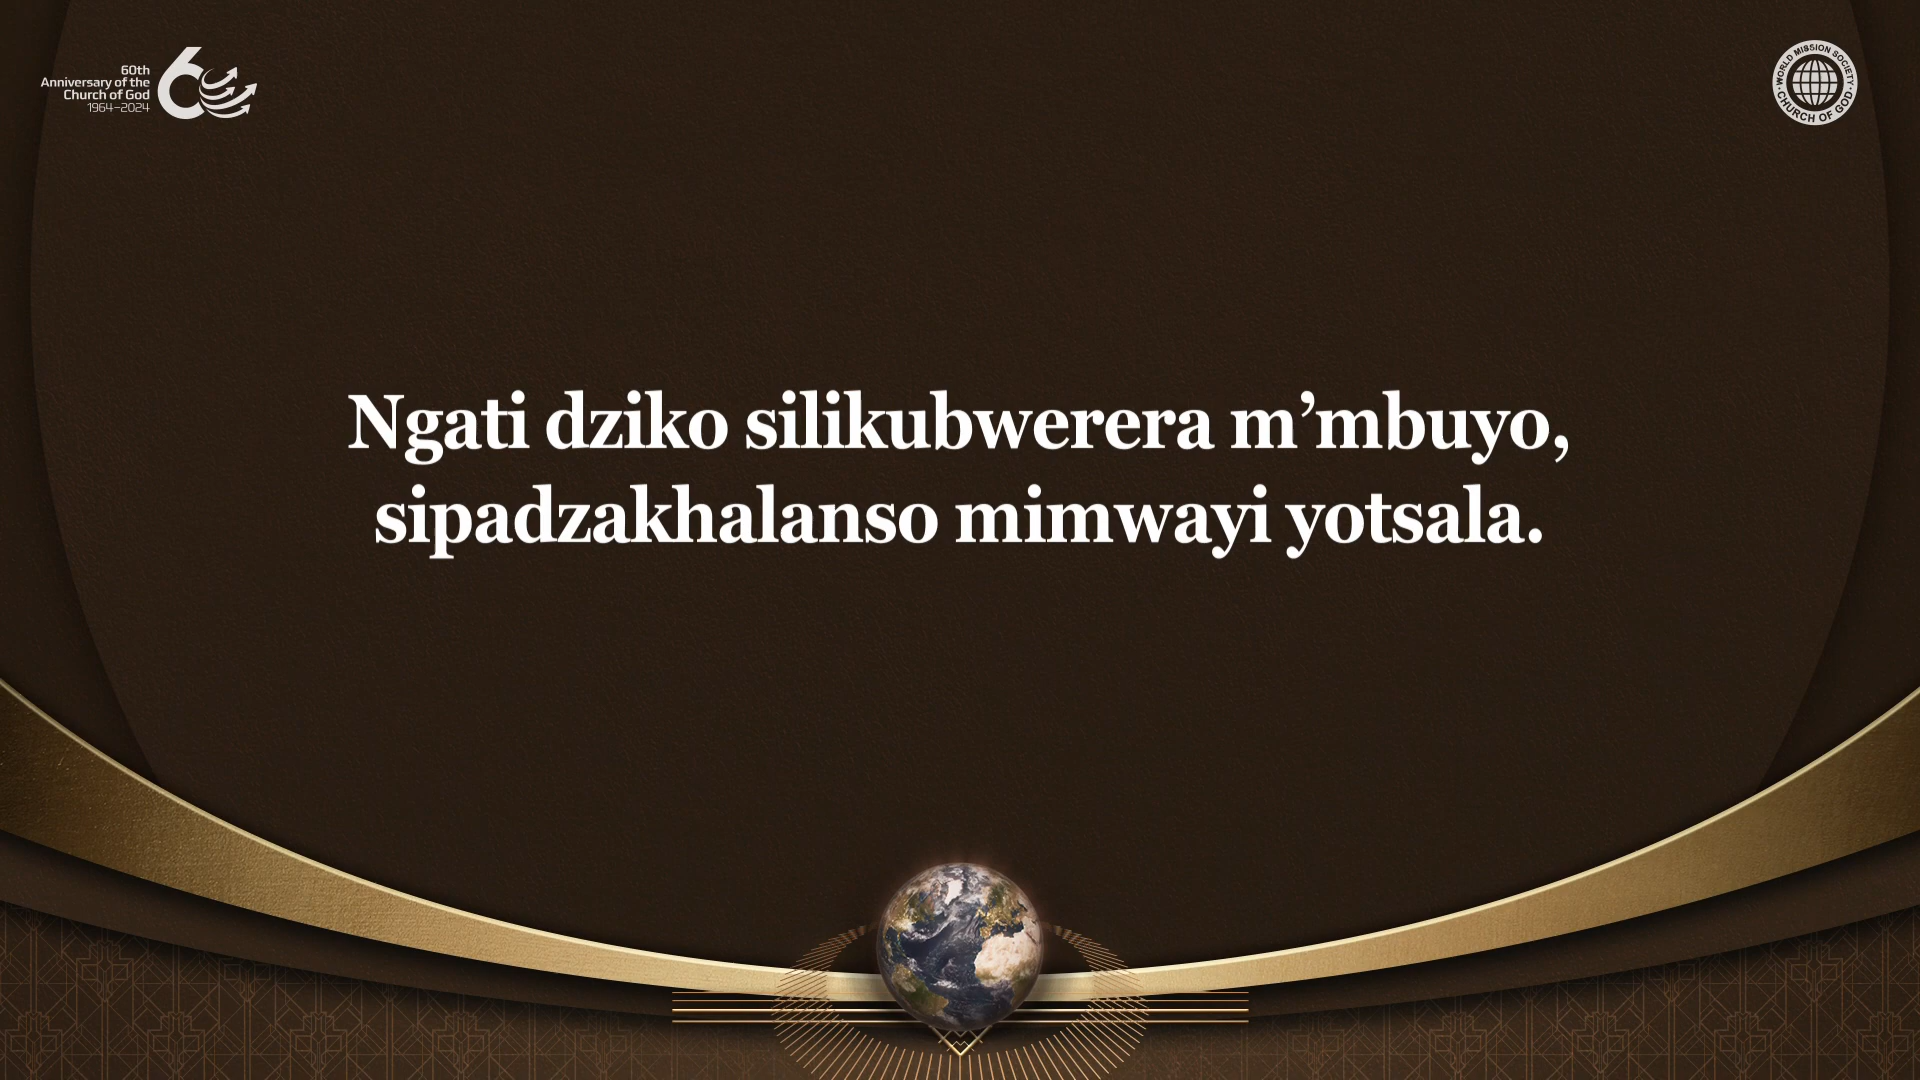 60th
Anniversary of the
Church of God
1964–2024
60
WORLD MISSION SOCIETY
CHURCH OF GOD
Ngati dziko silikubwerera m’mbuyo,
sipadzakhalanso mimwayi yotsala.